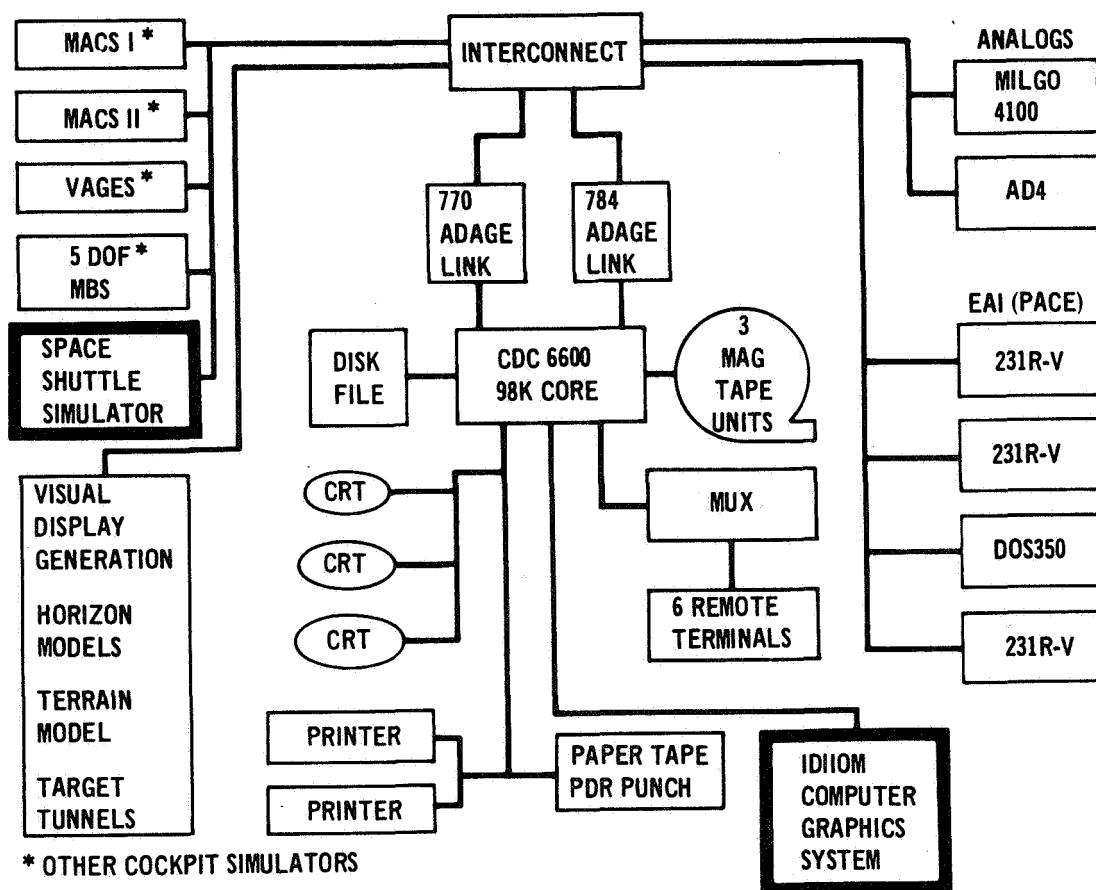 MACS I *
MACS II *
VAGES *
5 DOF *
MBS
SPACE
SHUTTLE
SIMULATOR
VISUAL
DISPLAY
GENERATION
HORIZON
MODELS
TERRAIN
MODEL
TARGET
TUNNELS
* OTHER COCKPIT SIMULATORS
INTERCONNECT
770
ADAGE
LINK
784
ADAGE
LINK
DISK
FILE
CDC 6600
98K CORE
3
MAG
TAPE
UNITS
CRT
CRT
CRT
MUX
6 REMOTE
TERMINALS
PRINTER
PRINTER
PAPER TAPE
PDR PUNCH
IDIIOM
COMPUTER
GRAPHICS
SYSTEM
ANALOGS
MILGO
4100
AD4
EAI (PACE)
231R-V
231R-V
DOS350
231R-V